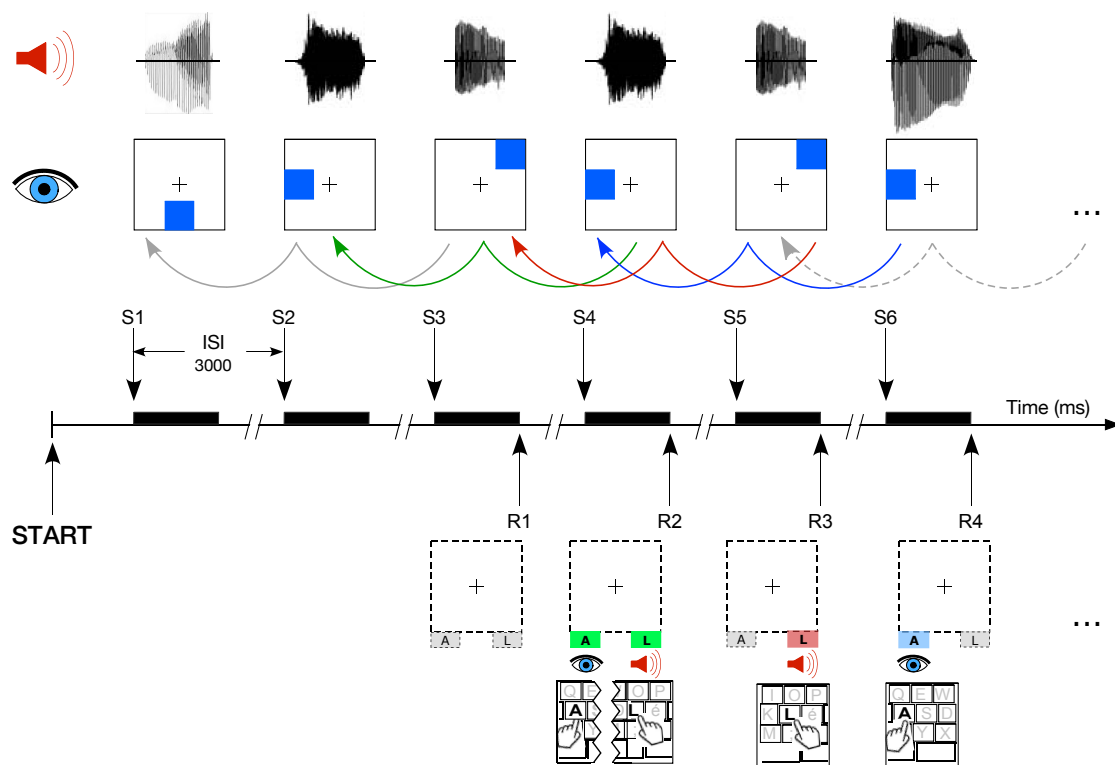 ...
S1 S2 S3 S4 S5 S6
ISI
3000
Time (ms)
START
R1 R2 R3 R4
A L A L A L A L
...
Q E O P I O P Q E W
A S L é K L é A S D
Y M Y X